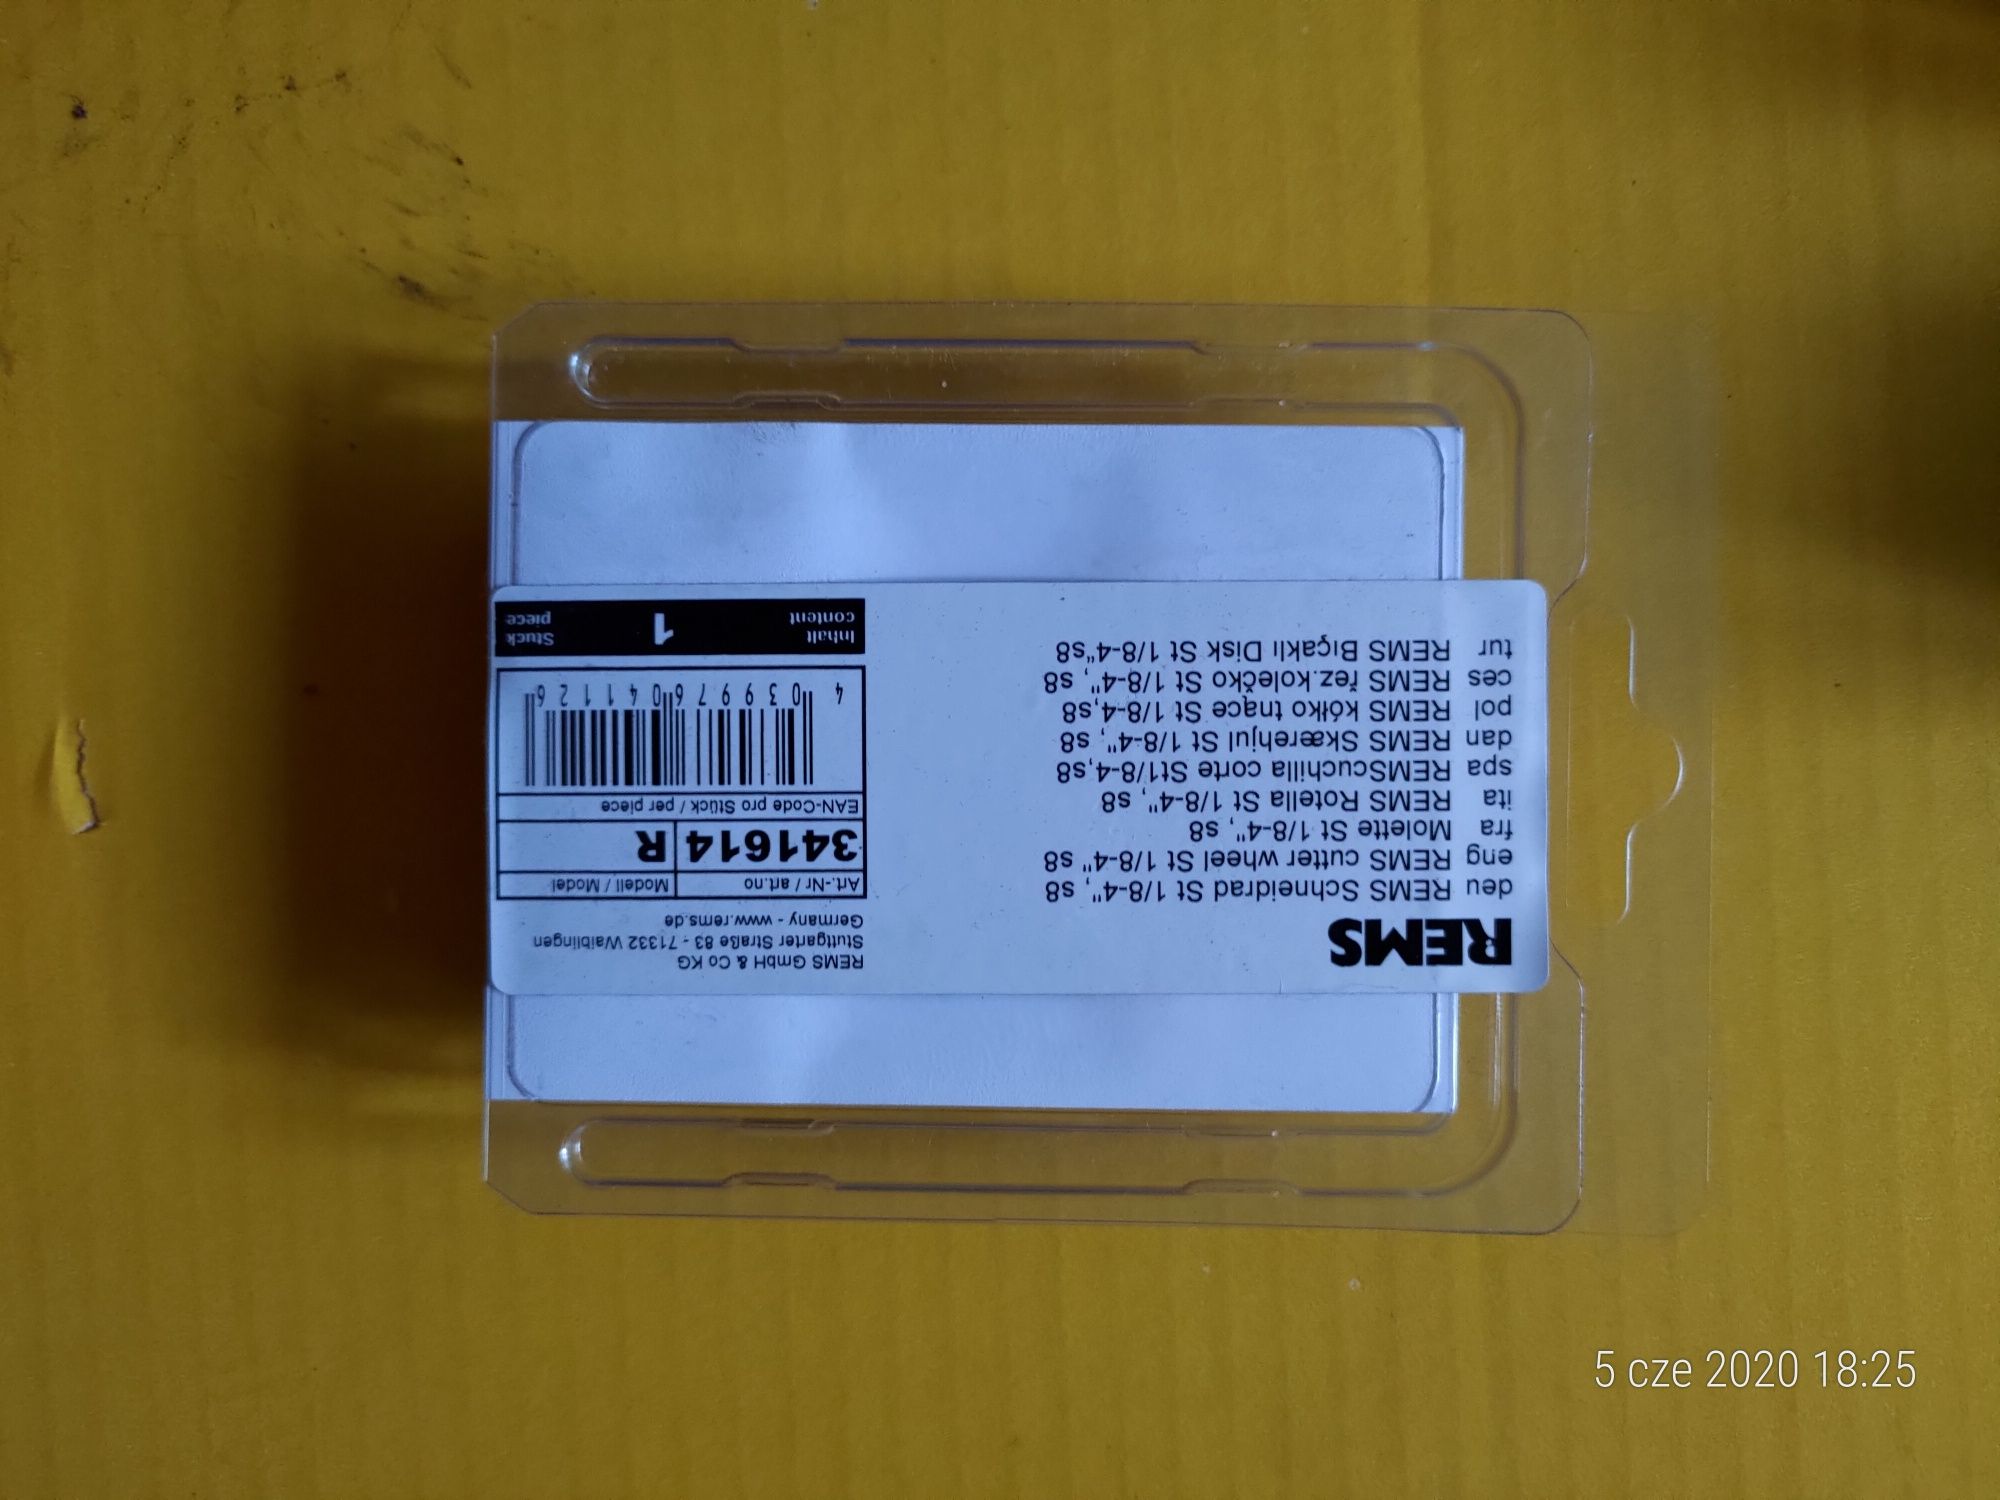 REMS
deu REMS Schneidrad St 1/8-4", s8
eng REMS cutter wheel St 1/8-4" s8
fra Molette St 1/8-4", s8
ita REMS Rotella St 1/8-4", s8
spa REMScuchilla corte St1/8-4,s8
dan REMS Skærehjul St 1/8-4", s8
pol REMS kółko tnące St 1/8-4,s8
ces REMS řez.kolečko St 1/8-4", s8
tur REMS Bıçaklı Disk St 1/8-4"s8
REMS GmbH & Co KG
Stuttgarter Straße 83 - 71332 Waiblingen
Germany - www.rems.de
Art.-Nr / art.no Modell / Model
341614 R
EAN-Code pro Stück / per piece
4 039976 041126
Inhalt 1 Stück
content piece
5 cze 2020 18:25